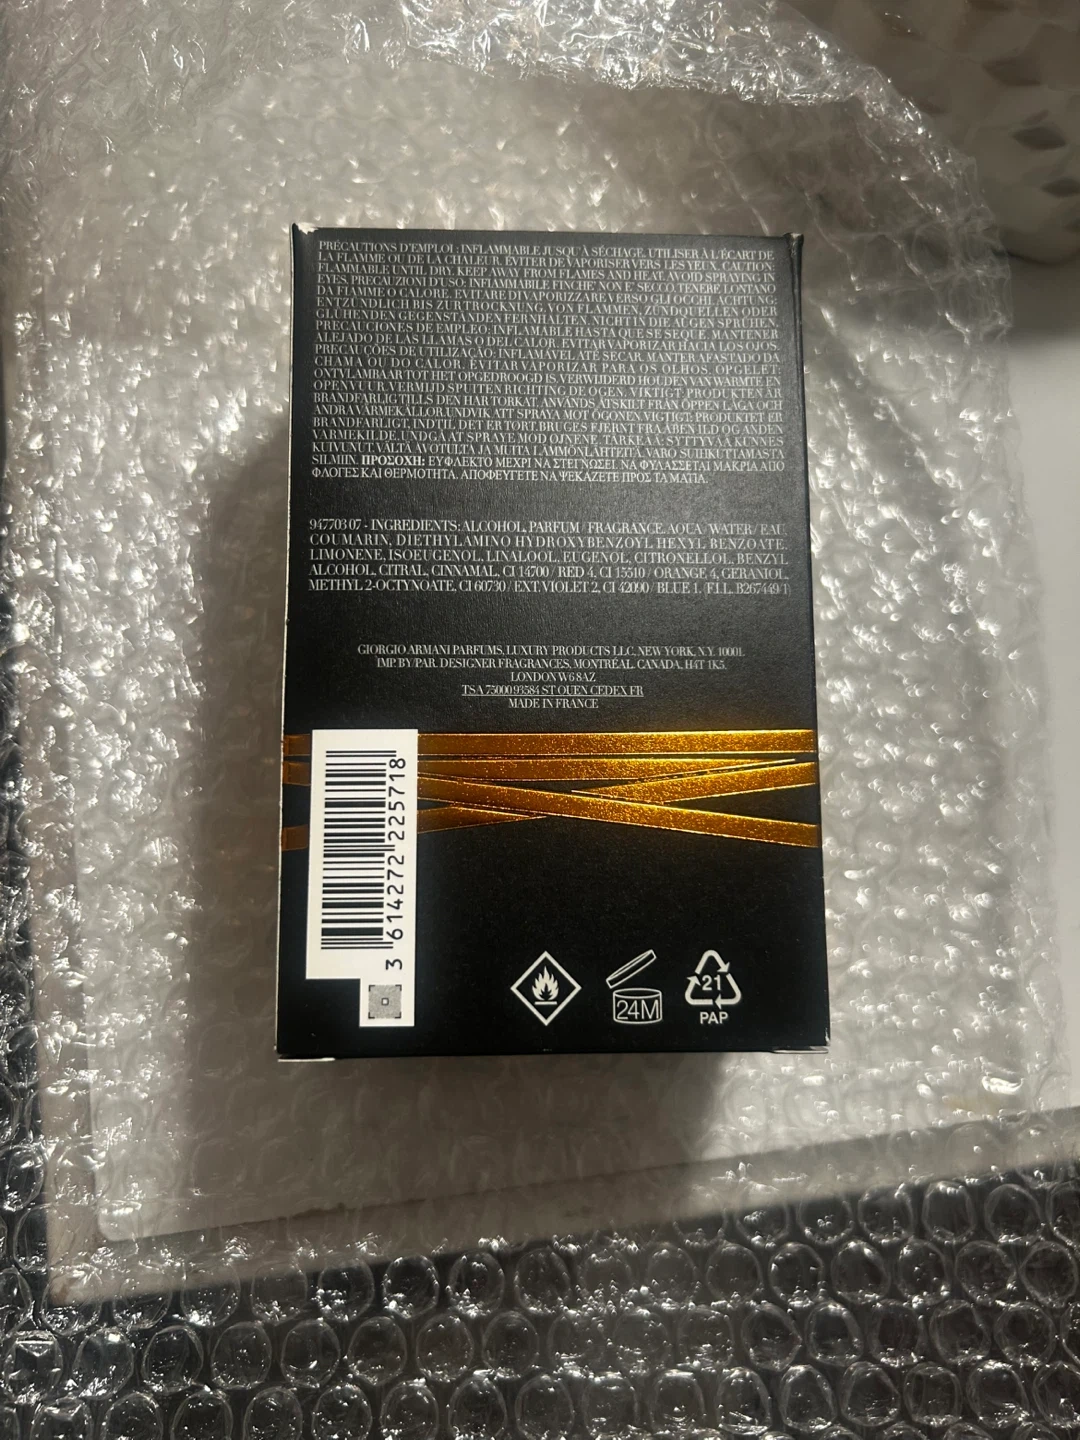 PRÉCAUTIONS D'EMPLOI : INFLAMMABLE JUSQU'À SÉCHAGE. UTILISER À L'ÉCART DE
LA FLAMME OU DE LA CHALEUR. ÉVITER DE VAPORISER VERS LES YEUX. CAUTION:
FLAMMABLE UNTIL DRY. KEEP AWAY FROM FLAMES AND HEAT. AVOID SPRAYING IN
EYES. PRECAUZIONI D'USO: INFIAMMABILE FINCHE' NON E' SECCO. TENERE LONTANO
DA FIAMME O CALORE. EVITARE DI VAPORIZZARE VERSO GLI OCCHI. ACHTUNG:
ENTZÜNDLICH BIS ZUR TROCKNUNG. VON FLAMMEN, ZÜNDQUELLEN ODER
GLÜHENDEN GEGENSTÄNDEN FERNHALTEN. NICHT IN DIE AUGEN SPRÜHEN.
PRECAUCIONES DE EMPLEO: INFLAMABLE HASTA QUE SE SEQUE. MANTENER
ALEJADO DE LAS LLAMAS O DEL CALOR. EVITAR VAPORIZAR HACIA LOS OJOS.
PRECAUÇÕES DE UTILIZAÇÃO: INFLAMÁVEL ATÉ SECAR. MANTER AFASTADO DA
CHAMA OU DO CALOR. EVITAR VAPORIZAR PARA OS OLHOS. OPGELET:
ONTVLAMBAAR TOT HET OPGEDROOGD IS. VERWIJDERD HOUDEN VAN WARMTE EN
OPEN VUUR. VERMIJD SPUITEN RICHTING DE OGEN. VIKTIGT: PRODUKTEN ÄR
BRANDFARLIG TILLS DEN HAR TORKAT. ANVÄNDS ÅTSKILT FRÅN ÖPPEN LÅGA OCH
ANDRA VÄRMEKÄLLOR. UNDVIK ATT SPRAYA MOT ÖGONEN. VIGTIGT: PRODUKTET ER
BRANDFARLIGT, INDTIL DET ER TØRT. BRUGES FJERNT FRA ÅBEN ILD OG ANDEN
VARMEKILDE. UNDGÅ AT SPRAYE MOD ØJNENE. TÄRKEÄÄ: SYTTYVÄÄ KUNNES
KUIVUNUT. VÄLTÄ AVOTULTA JA MUITA LÄMMÖNLÄHTEITÄ. VARO SUIHKUTTAMASTA
SILMIIN. ΠΡΟΣΟΧΗ: ΕΥΦΛΕΚΤΟ ΜΕΧΡΙ ΝΑ ΣΤΕΓΝΩΣΕΙ. ΝΑ ΦΥΛΑΣΣΕΤΑΙ ΜΑΚΡΙΑ ΑΠΟ
ΦΛΟΓΕΣ ΚΑΙ ΘΕΡΜΟΤΗΤΑ. ΑΠΟΦΕΥΓΕΤΕ ΝΑ ΨΕΚΑΖΕΤΕ ΠΡΟΣ ΤΑ ΜΑΤΙΑ.
947703 07 - INGREDIENTS: ALCOHOL, PARFUM / FRAGRANCE, AQUA / WATER / EAU,
COUMARIN, DIETHYLAMINO HYDROXYBENZOYL HEXYL BENZOATE,
LIMONENE, ISOEUGENOL, LINALOOL, EUGENOL, CITRONELLOL, BENZYL
ALCOHOL, CITRAL, CINNAMAL, CI 14700 / RED 4, CI 15510 / ORANGE 4, GERANIOL,
METHYL 2-OCTYNOATE, CI 60730 / EXT. VIOLET 2, CI 42090 / BLUE 1. F.I.L. B267449/1
GIORGIO ARMANI PARFUMS, LUXURY PRODUCTS LLC, NEW YORK, N.Y. 10001.
IMP. BY/PAR. DESIGNER FRAGRANCES, MONTRÉAL. CANADA, H4T 1K5.
LONDON W6 8AZ
TSA 75000 93584 ST OUEN CEDEX FR
MADE IN FRANCE
3 614272 225718
24M
21
PAP